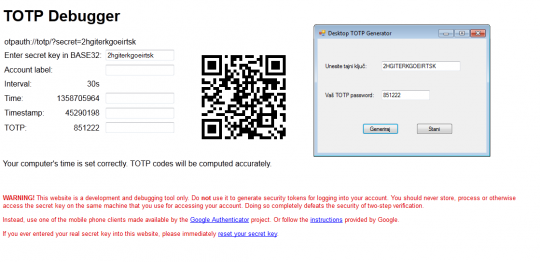 TOTP Debugger
otpauth://totp/?secret=2hgiterkgoeirtsk
Enter secret key in BASE32: 2hgiterkgoeirtsk
Account label:
Interval: 30s
Time: 1358705964
Timestamp: 45290198
TOTP: 851222
Your computer's time is set correctly. TOTP codes will be computed accurately.
Desktop TOTP Generator
Unesite tajni ključ: 2HGITERKGOEIRTSK
Vaš TOTP password: 851222
Generiraj Stani
WARNING! This website is a development and debugging tool only. Do not use it to generate security tokens for logging into your account. You should never store, process or otherwise
access the secret key on the same machine that you use for accessing your account. Doing so completely defeats the security of two-step verification.
Instead, use one of the mobile phone clients made available by the Google Authenticator project. Or follow the instructions provided by Google.
If you ever entered your real secret key into this website, please immediately reset your secret key.